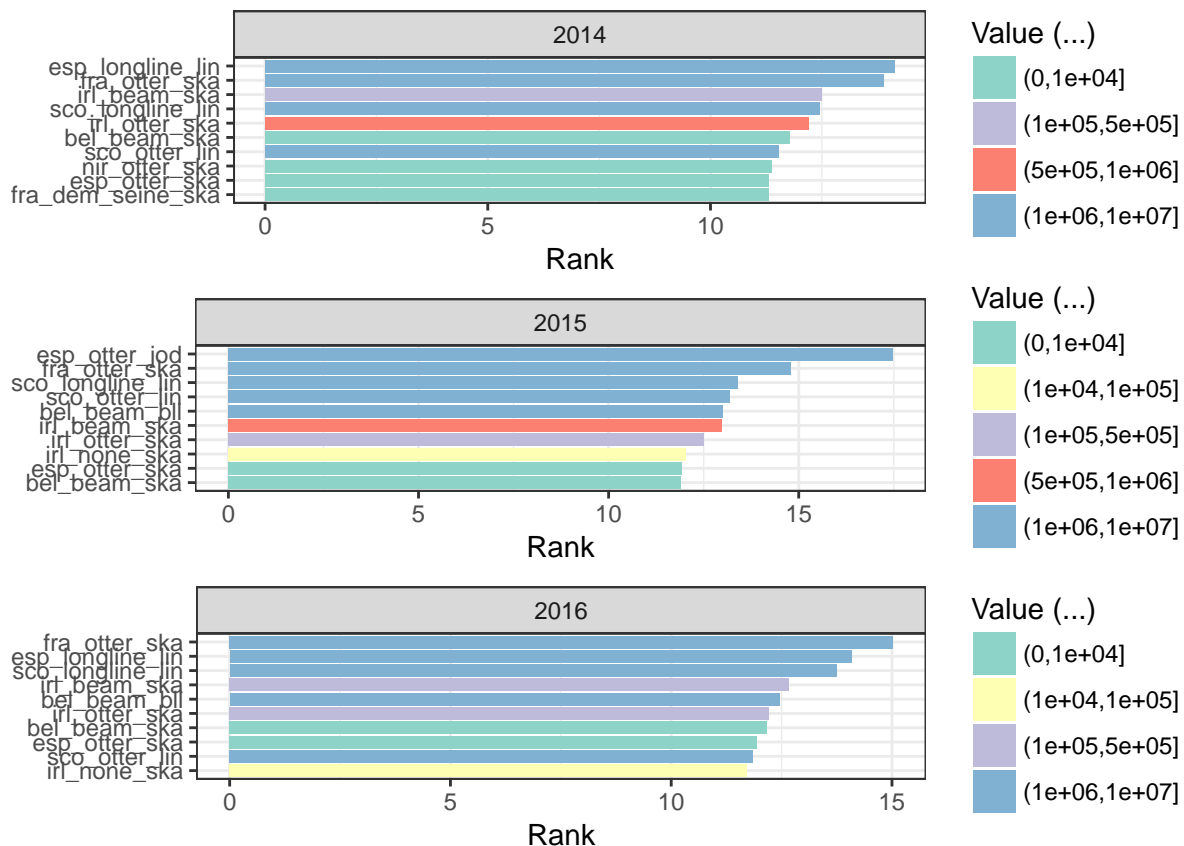 2014
esp_longline_lin
fra_otter_ska
irl_beam_ska
sco_longline_lin
irl_otter_ska
bel_beam_ska
sco_otter_lin
nir_otter_ska
esp_otter_ska
fra_dem_seine_ska
0 5 10
Rank
Value (...)
(0,1e+04]
(1e+05,5e+05]
(5e+05,1e+06]
(1e+06,1e+07]
2015
esp_otter_jod
fra_otter_ska
sco_longline_lin
sco_otter_lin
bel_beam_bll
irl_beam_ska
irl_otter_ska
irl_none_ska
esp_otter_ska
bel_beam_ska
0 5 10 15
Rank
Value (...)
(0,1e+04]
(1e+04,1e+05]
(1e+05,5e+05]
(5e+05,1e+06]
(1e+06,1e+07]
2016
fra_otter_ska
esp_longline_lin
sco_longline_lin
irl_beam_ska
bel_beam_bll
irl_otter_ska
bel_beam_ska
esp_otter_ska
sco_otter_lin
irl_none_ska
0 5 10 15
Rank
Value (...)
(0,1e+04]
(1e+04,1e+05]
(1e+05,5e+05]
(1e+06,1e+07]